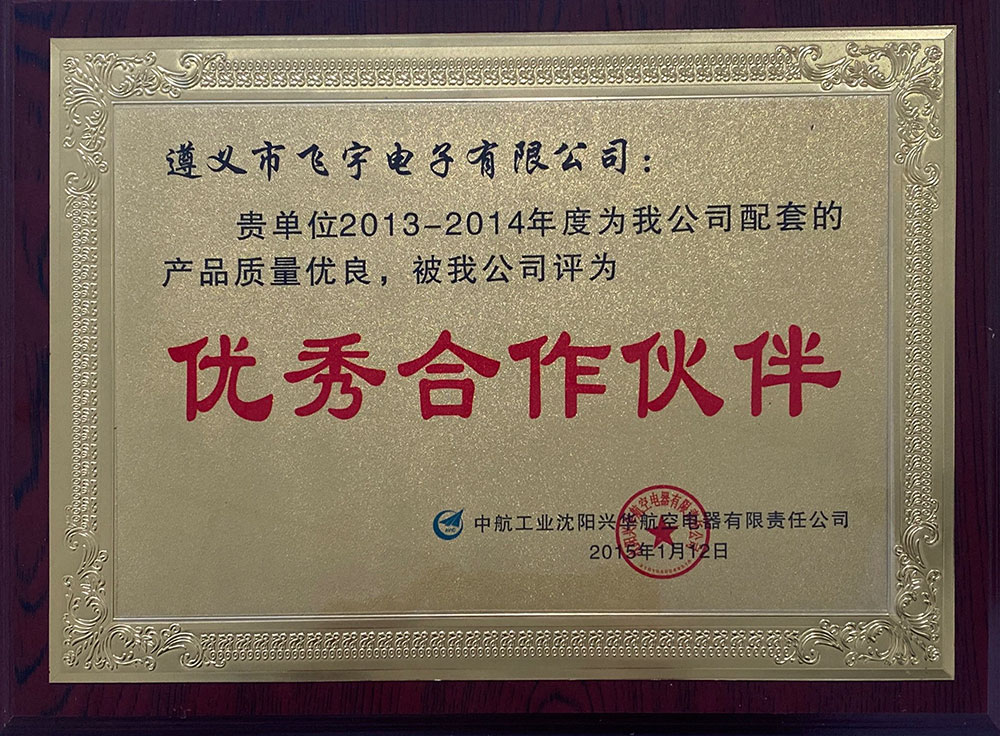 遵义市飞宇电子有限公司：
贵单位2013-2014年度为我公司配套的
产品质量优良，被我公司评为
优秀合作伙伴
中航工业沈阳兴华航空电器有限责任公司
2015年1月12日